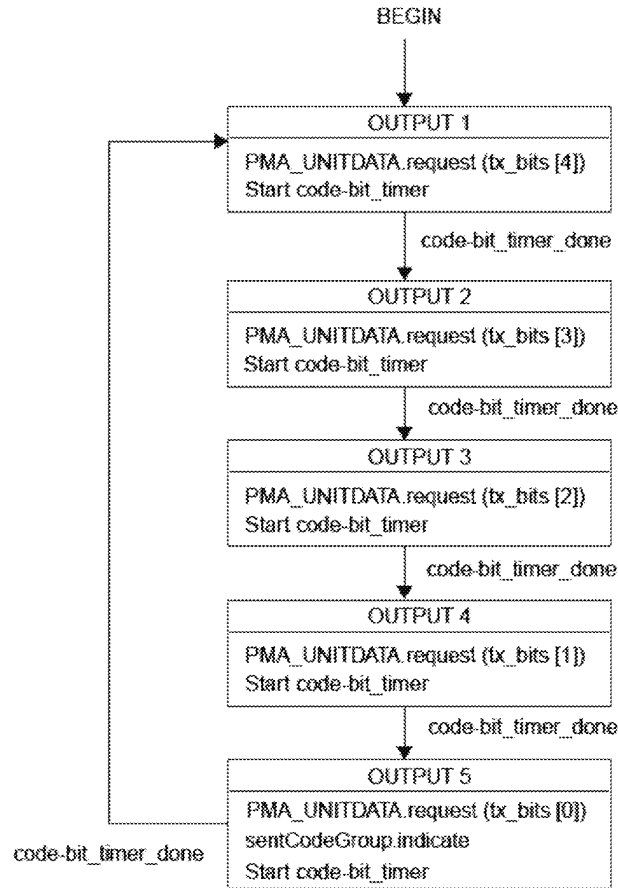 BEGIN
OUTPUT 1
PMA_UNITDATA.request (tx_bits [4])
Start code-bit_timer
code-bit_timer_done
OUTPUT 2
PMA_UNITDATA.request (tx_bits [3])
Start code-bit_timer
code-bit_timer_done
OUTPUT 3
PMA_UNITDATA.request (tx_bits [2])
Start code-bit_timer
code-bit_timer_done
OUTPUT 4
PMA_UNITDATA.request (tx_bits [1])
Start code-bit_timer
code-bit_timer_done
OUTPUT 5
PMA_UNITDATA.request (tx_bits [0])
sentCodeGroup.indicate
Start code-bit_timer
code-bit_timer_done